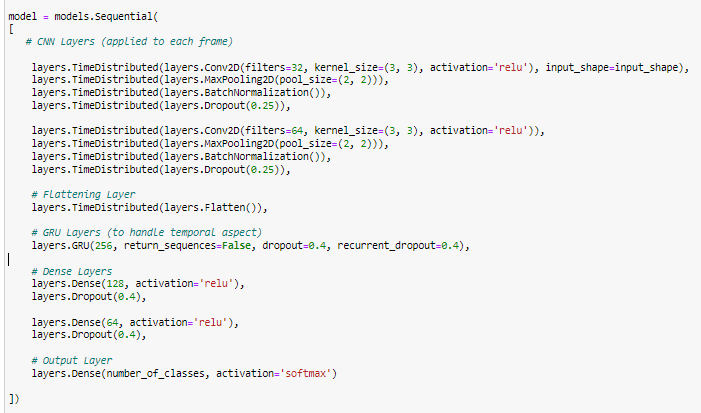 model = models.Sequential(
[
# CNN Layers (applied to each frame)
layers.TimeDistributed(layers.Conv2D(filters=32, kernel_size=(3, 3), activation='relu'), input_shape=input_shape),
layers.TimeDistributed(layers.MaxPooling2D(pool_size=(2, 2))),
layers.TimeDistributed(layers.BatchNormalization()),
layers.TimeDistributed(layers.Dropout(0.25)),
layers.TimeDistributed(layers.Conv2D(filters=64, kernel_size=(3, 3), activation='relu')),
layers.TimeDistributed(layers.MaxPooling2D(pool_size=(2, 2))),
layers.TimeDistributed(layers.BatchNormalization()),
layers.TimeDistributed(layers.Dropout(0.25)),
# Flattening Layer
layers.TimeDistributed(layers.Flatten()),
# GRU Layers (to handle temporal aspect)
layers.GRU(256, return_sequences=False, dropout=0.4, recurrent_dropout=0.4),
# Dense Layers
layers.Dense(128, activation='relu'),
layers.Dropout(0.4),
layers.Dense(64, activation='relu'),
layers.Dropout(0.4),
# Output Layer
layers.Dense(number_of_classes, activation='softmax')
])